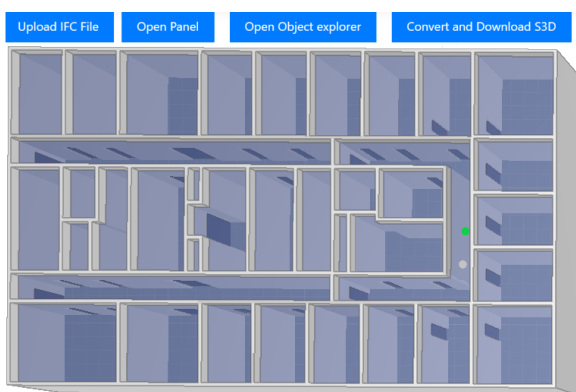 Upload IFC File
Open Panel
Open Object explorer
Convert and Download S3D